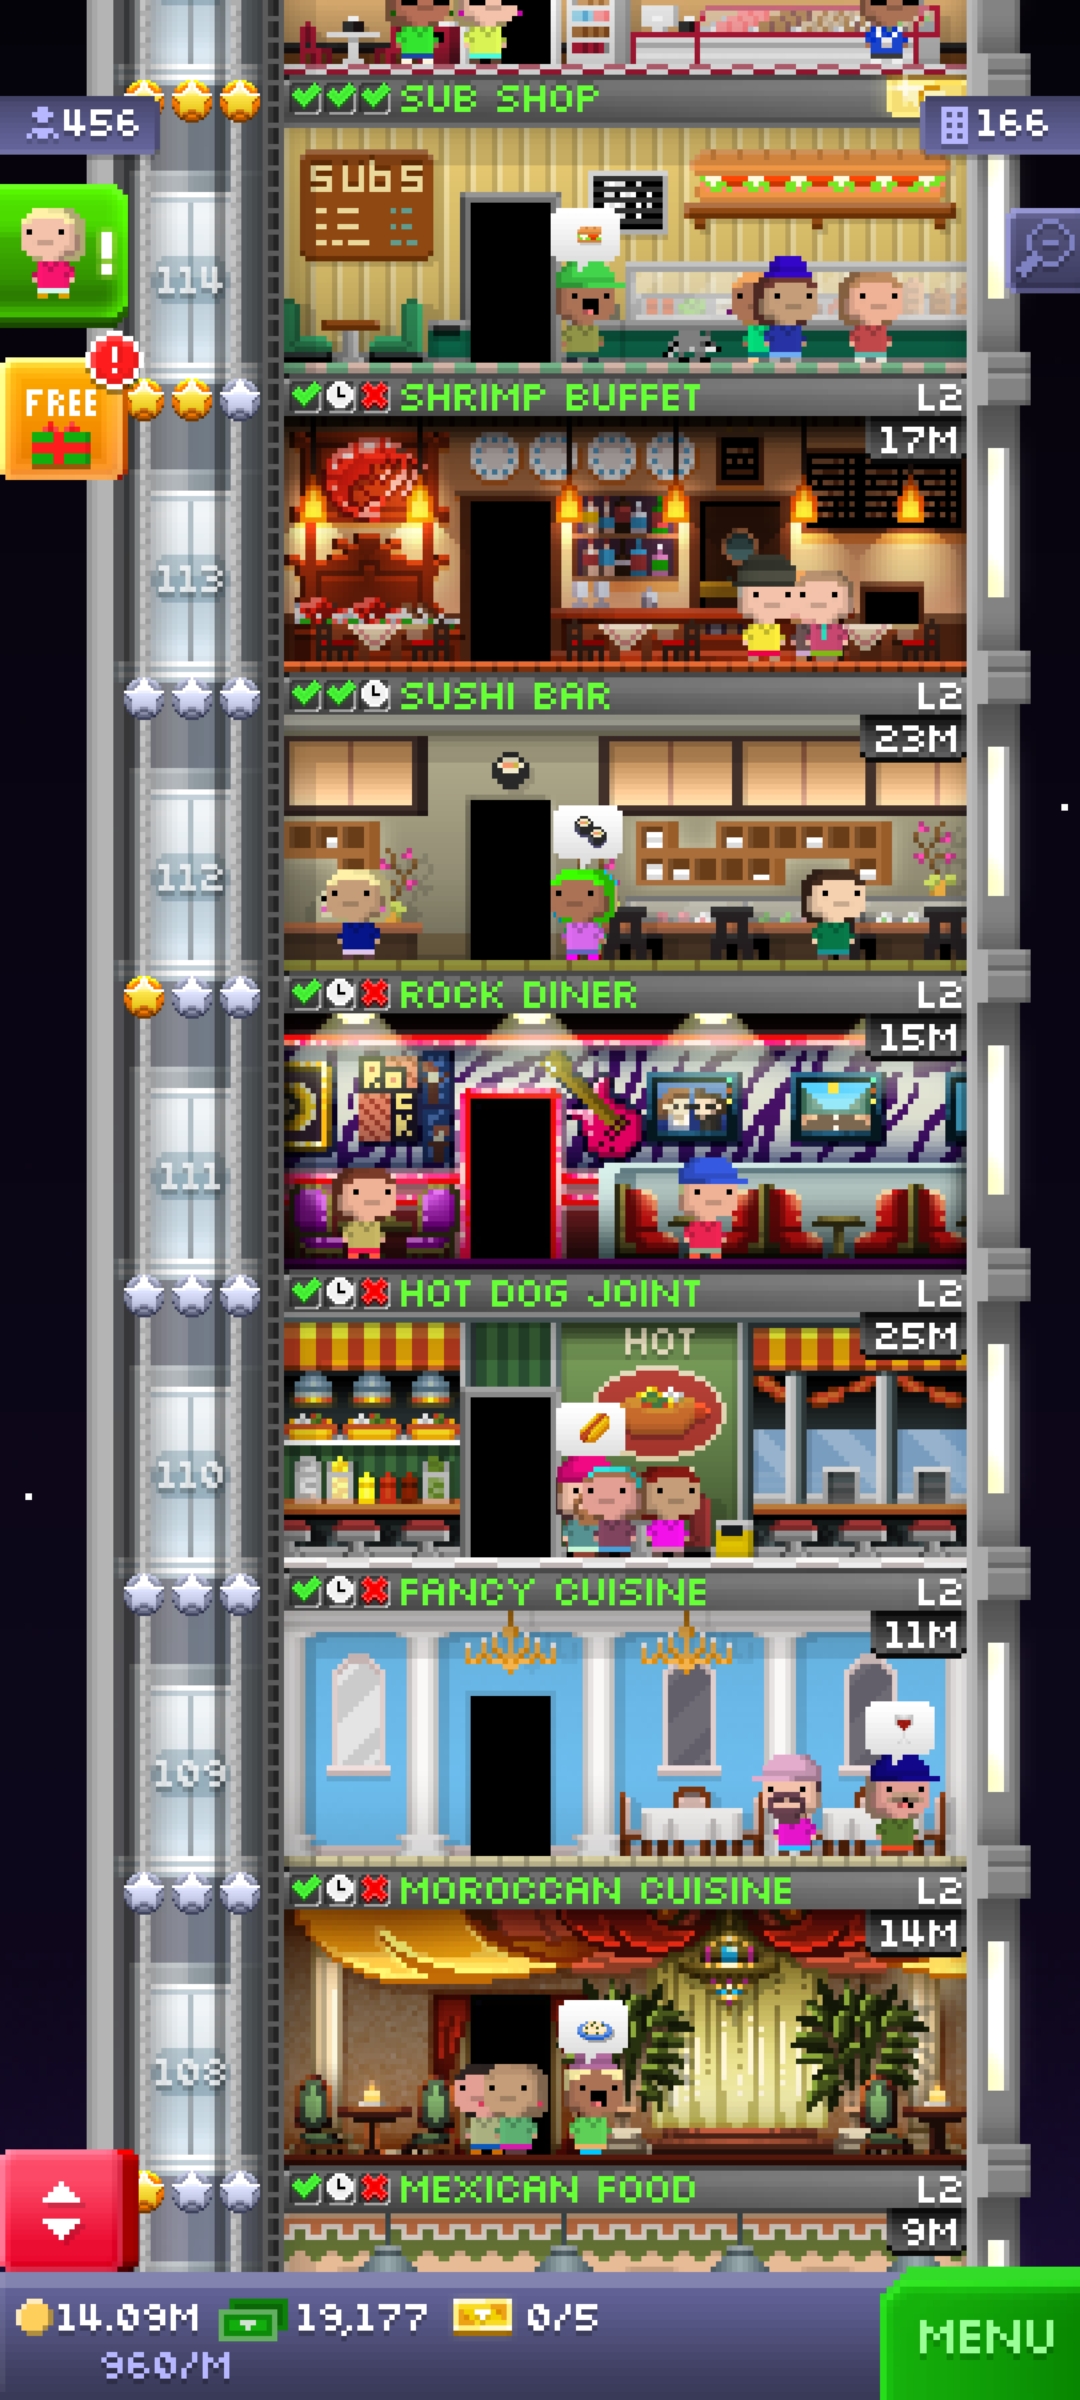 SUB SHOP
456
166
subs
!
114
FREE
!
SHRIMP BUFFET L2
17M
113
SUSHI BAR L2
23M
112
ROCK DINER L2
15M
ROCK
111
HOT DOG JOINT L2
25M
HOT
110
FANCY CUISINE L2
11M
109
MOROCCAN CUISINE L2
14M
108
MEXICAN FOOD L2
9M
14.09M 19,177 0/5
960/M
MENU